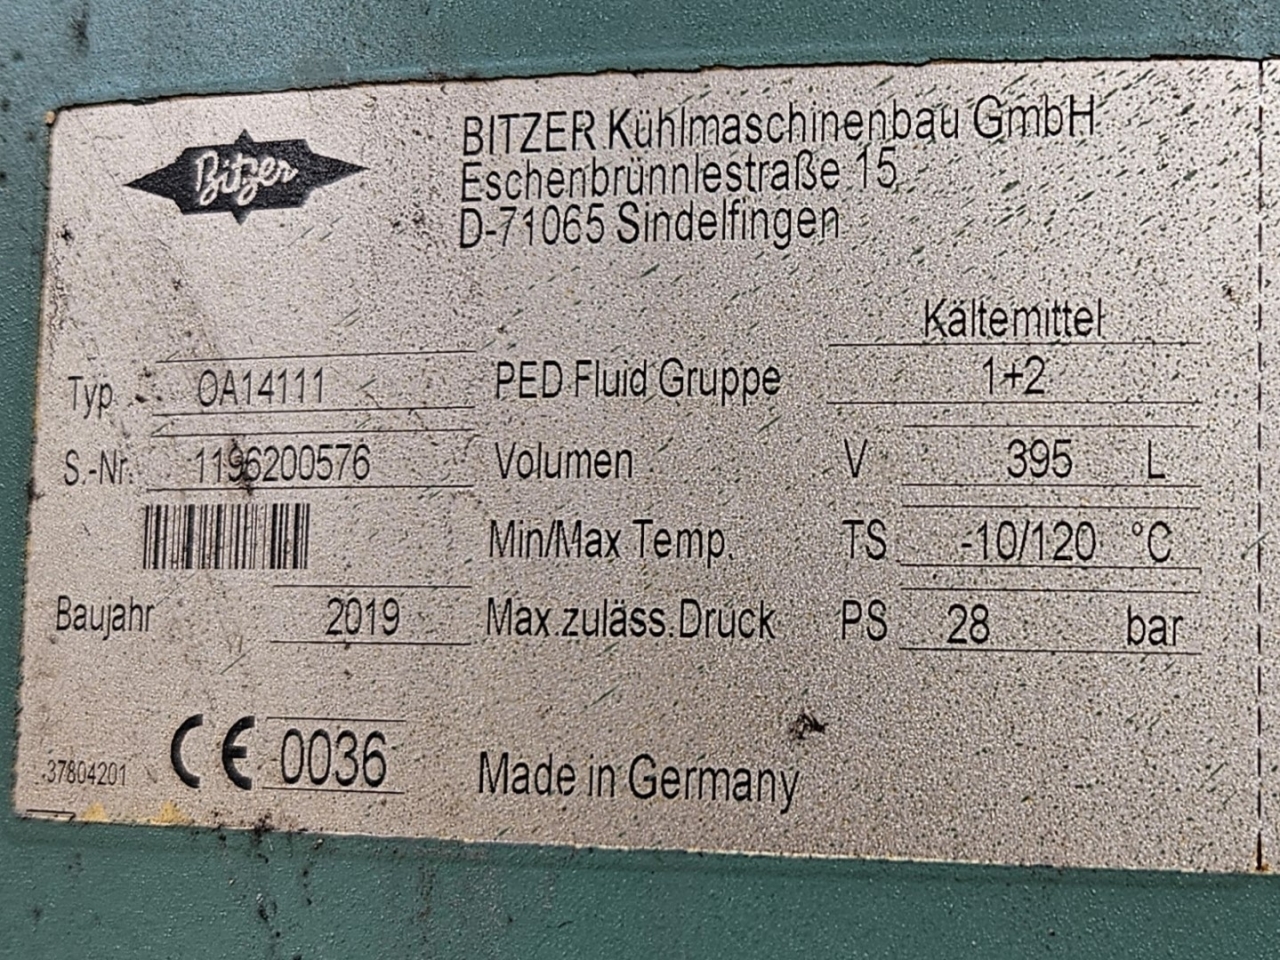 Bitzer
BITZER Kühlmaschinenbau GmbH
Eschenbrünnlestraße 15
D-71065 Sindelfingen
Kältemittel
Typ OA14111 PED Fluid Gruppe 1+2
S.-Nr. 1196200576 Volumen V 395 L
Min/Max Temp. TS -10/120 °C
Baujahr 2019 Max.zuläss.Druck PS 28 bar
37804201 CE 0036 Made in Germany